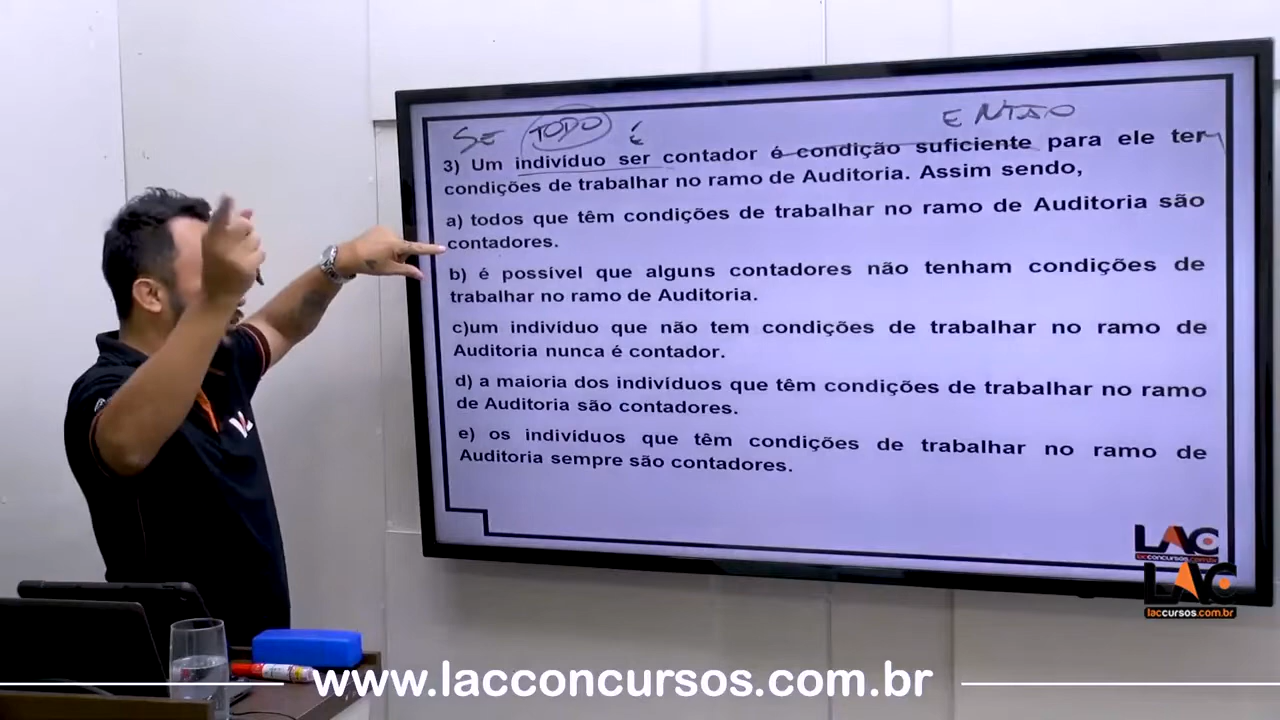 SE TODO É ENTÃO
3) Um indivíduo ser contador é condição suficiente para ele ter
condições de trabalhar no ramo de Auditoria. Assim sendo,
a) todos que têm condições de trabalhar no ramo de Auditoria são
contadores.
b) é possível que alguns contadores não tenham condições de
trabalhar no ramo de Auditoria.
c)um indivíduo que não tem condições de trabalhar no ramo de
Auditoria nunca é contador.
d) a maioria dos indivíduos que têm condições de trabalhar no ramo
de Auditoria são contadores.
e) os indivíduos que têm condições de trabalhar no ramo de
Auditoria sempre são contadores.
LAC
lacconcursos.com.br
LAC
laccursos.com.br
www.lacconcursos.com.br